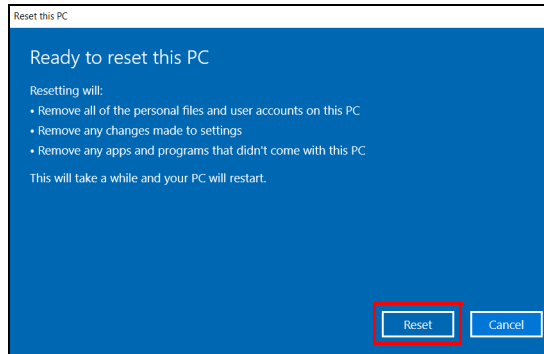 Reset this PC
Ready to reset this PC
Resetting will:
• Remove all of the personal files and user accounts on this PC
• Remove any changes made to settings
• Remove any apps and programs that didn't come with this PC
This will take a while and your PC will restart.
Reset Cancel